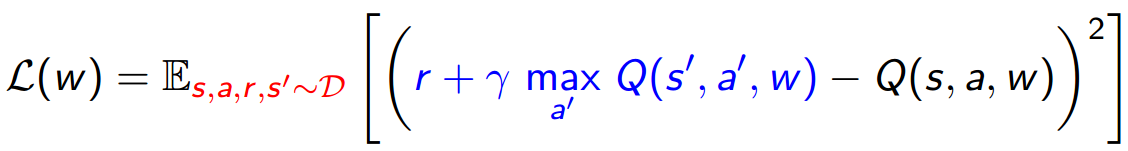 ℒ(w) = 𝔼_{s,a,r,s′∼𝒟} [ ( r + γ max_{a′} Q(s′, a′, w) − Q(s, a, w) )² ]